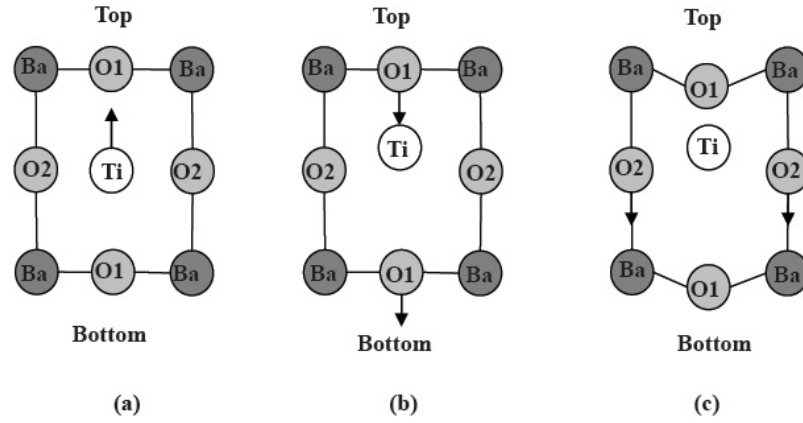 Top Top Top
Ba O1 Ba Ba O1 Ba Ba O1 Ba
O2 Ti O2 O2 Ti O2 O2 Ti O2
Ba O1 Ba Ba O1 Ba Ba O1 Ba
Bottom Bottom Bottom
(a) (b) (c)